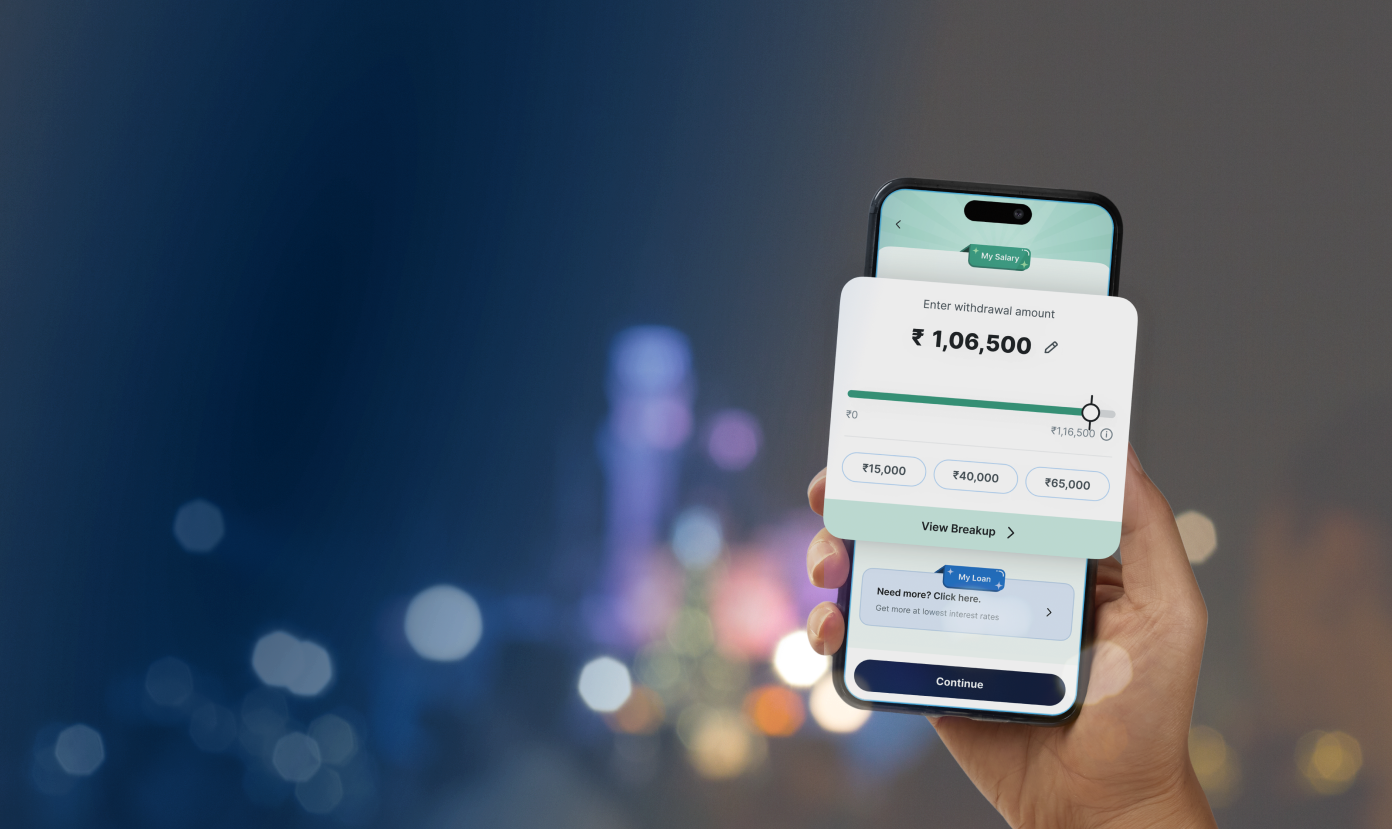 My Salary
Enter withdrawal amount
₹ 1,06,500
₹0
₹1,16,500
₹15,000
₹40,000
₹65,000
View Breakup
My Loan
Need more? Click here.
Get more at lowest interest rates
Continue